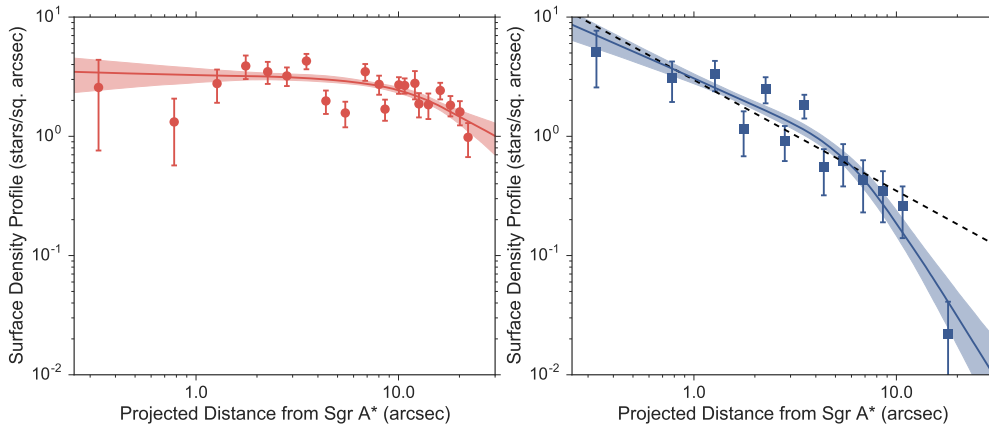 Surface Density Profile (stars/sq. arcsec)
10^1
10^0
10^-1
10^-2
1.0 10.0
Projected Distance from Sgr A* (arcsec)
Surface Density Profile (stars/sq. arcsec)
10^1
10^0
10^-1
10^-2
1.0 10.0
Projected Distance from Sgr A* (arcsec)